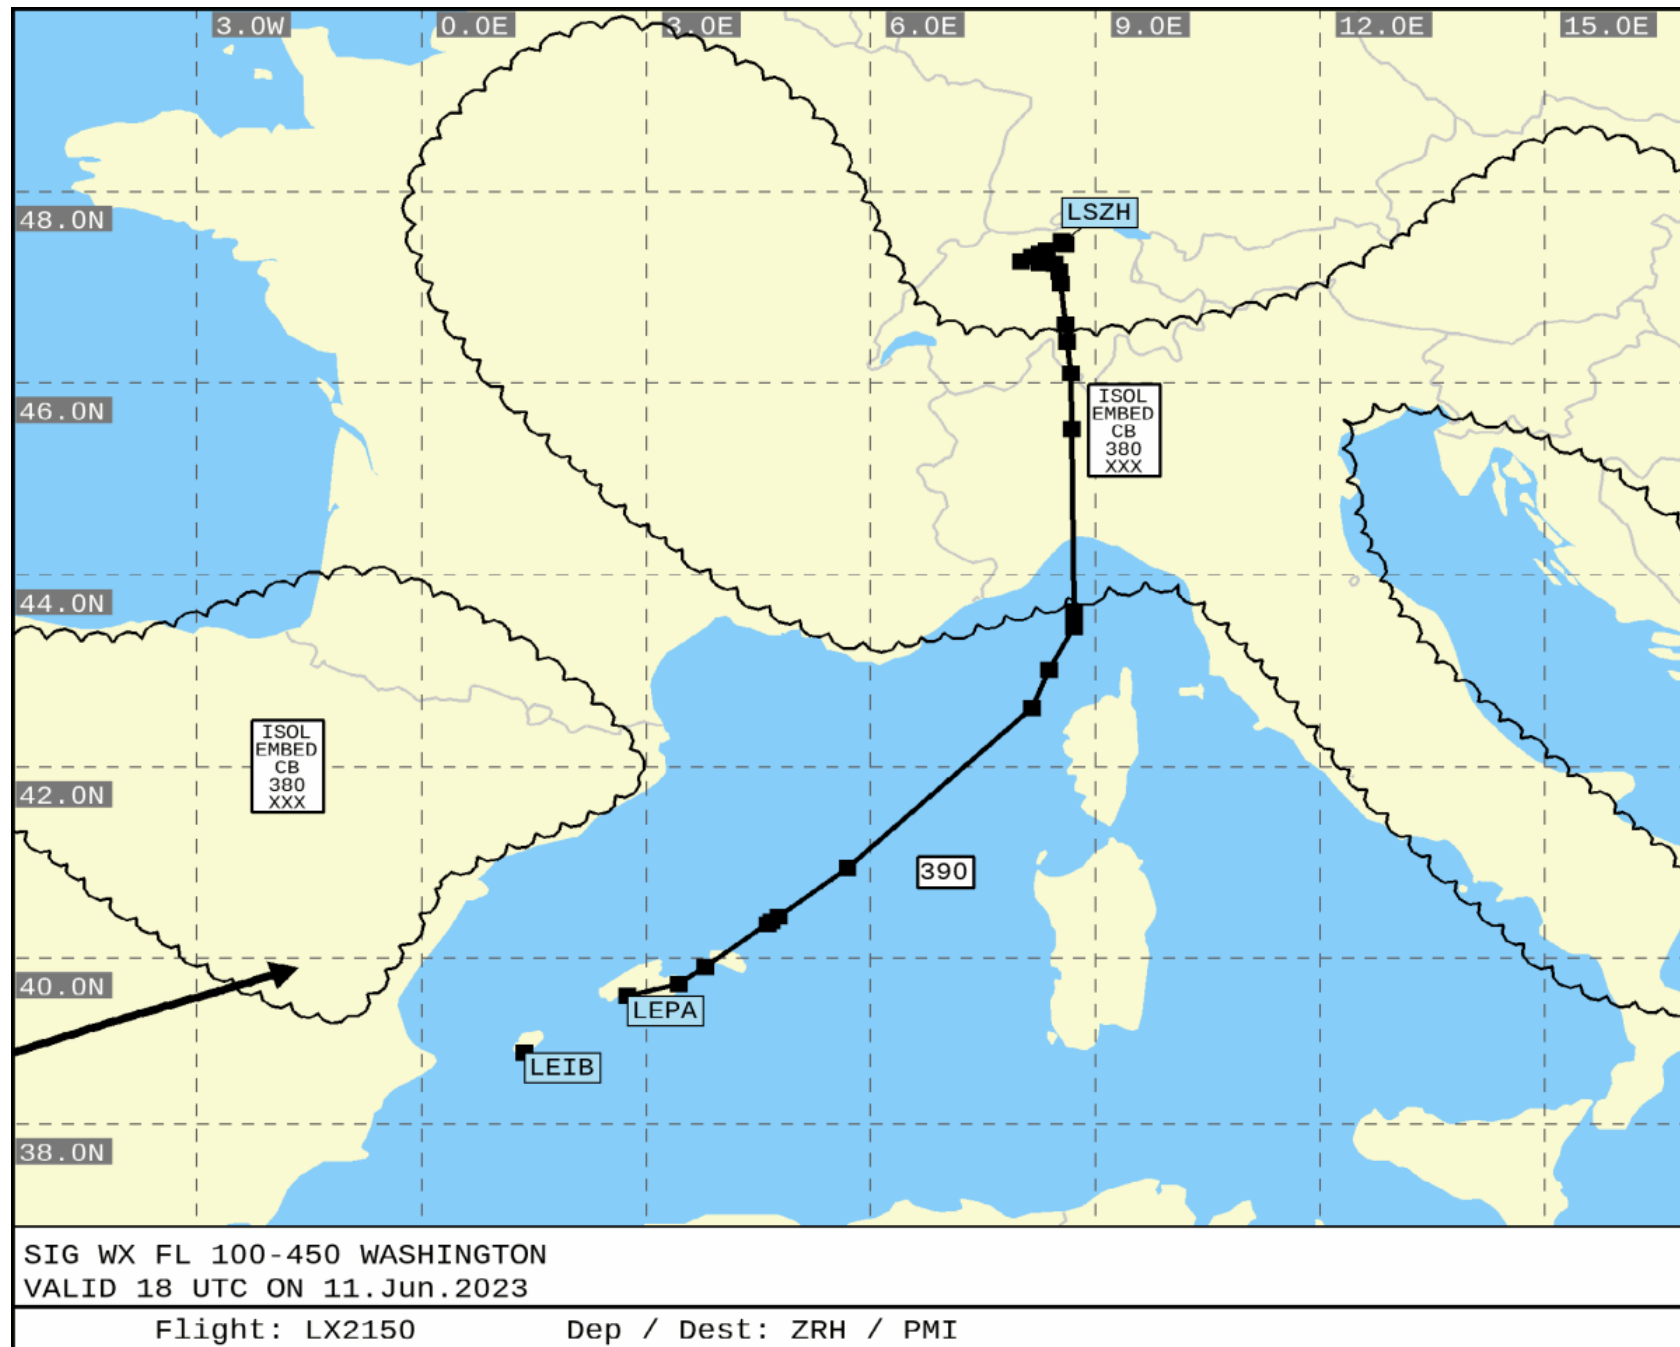 3.0W 0.0E 3.0E 6.0E 9.0E 12.0E 15.0E
48.0N
LSZH
46.0N
ISOL
EMBED
CB
380
XXX
44.0N
ISOL
EMBED
CB
380
XXX
42.0N
390
40.0N
LEPA
LEIB
38.0N
SIG WX FL 100-450 WASHINGTON
VALID 18 UTC ON 11.Jun.2023
Flight: LX2150 Dep / Dest: ZRH / PMI